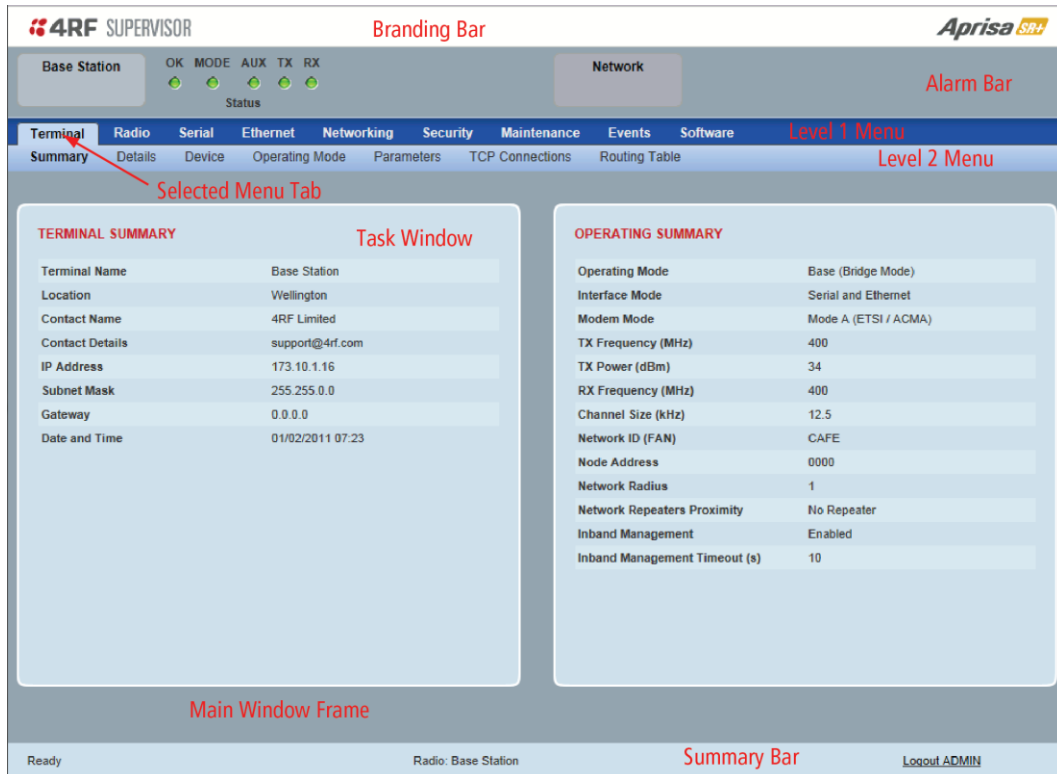 4RF SUPERVISOR Branding Bar Aprisa SR+
Base Station OK MODE AUX TX RX Network
Status
Alarm Bar
Terminal Radio Serial Ethernet Networking Security Maintenance Events Software Level 1 Menu
Summary Details Device Operating Mode Parameters TCP Connections Routing Table Level 2 Menu
Selected Menu Tab
TERMINAL SUMMARY Task Window
Terminal Name Base Station
Location Wellington
Contact Name 4RF Limited
Contact Details support@4rf.com
IP Address 173.10.1.16
Subnet Mask 255.255.0.0
Gateway 0.0.0.0
Date and Time 01/02/2011 07:23
OPERATING SUMMARY
Operating Mode Base (Bridge Mode)
Interface Mode Serial and Ethernet
Modem Mode Mode A (ETSI / ACMA)
TX Frequency (MHz) 400
TX Power (dBm) 34
RX Frequency (MHz) 400
Channel Size (kHz) 12.5
Network ID (FAN) CAFE
Node Address 0000
Network Radius 1
Network Repeaters Proximity No Repeater
Inband Management Enabled
Inband Management Timeout (s) 10
Main Window Frame
Ready Radio: Base Station Summary Bar Logout ADMIN